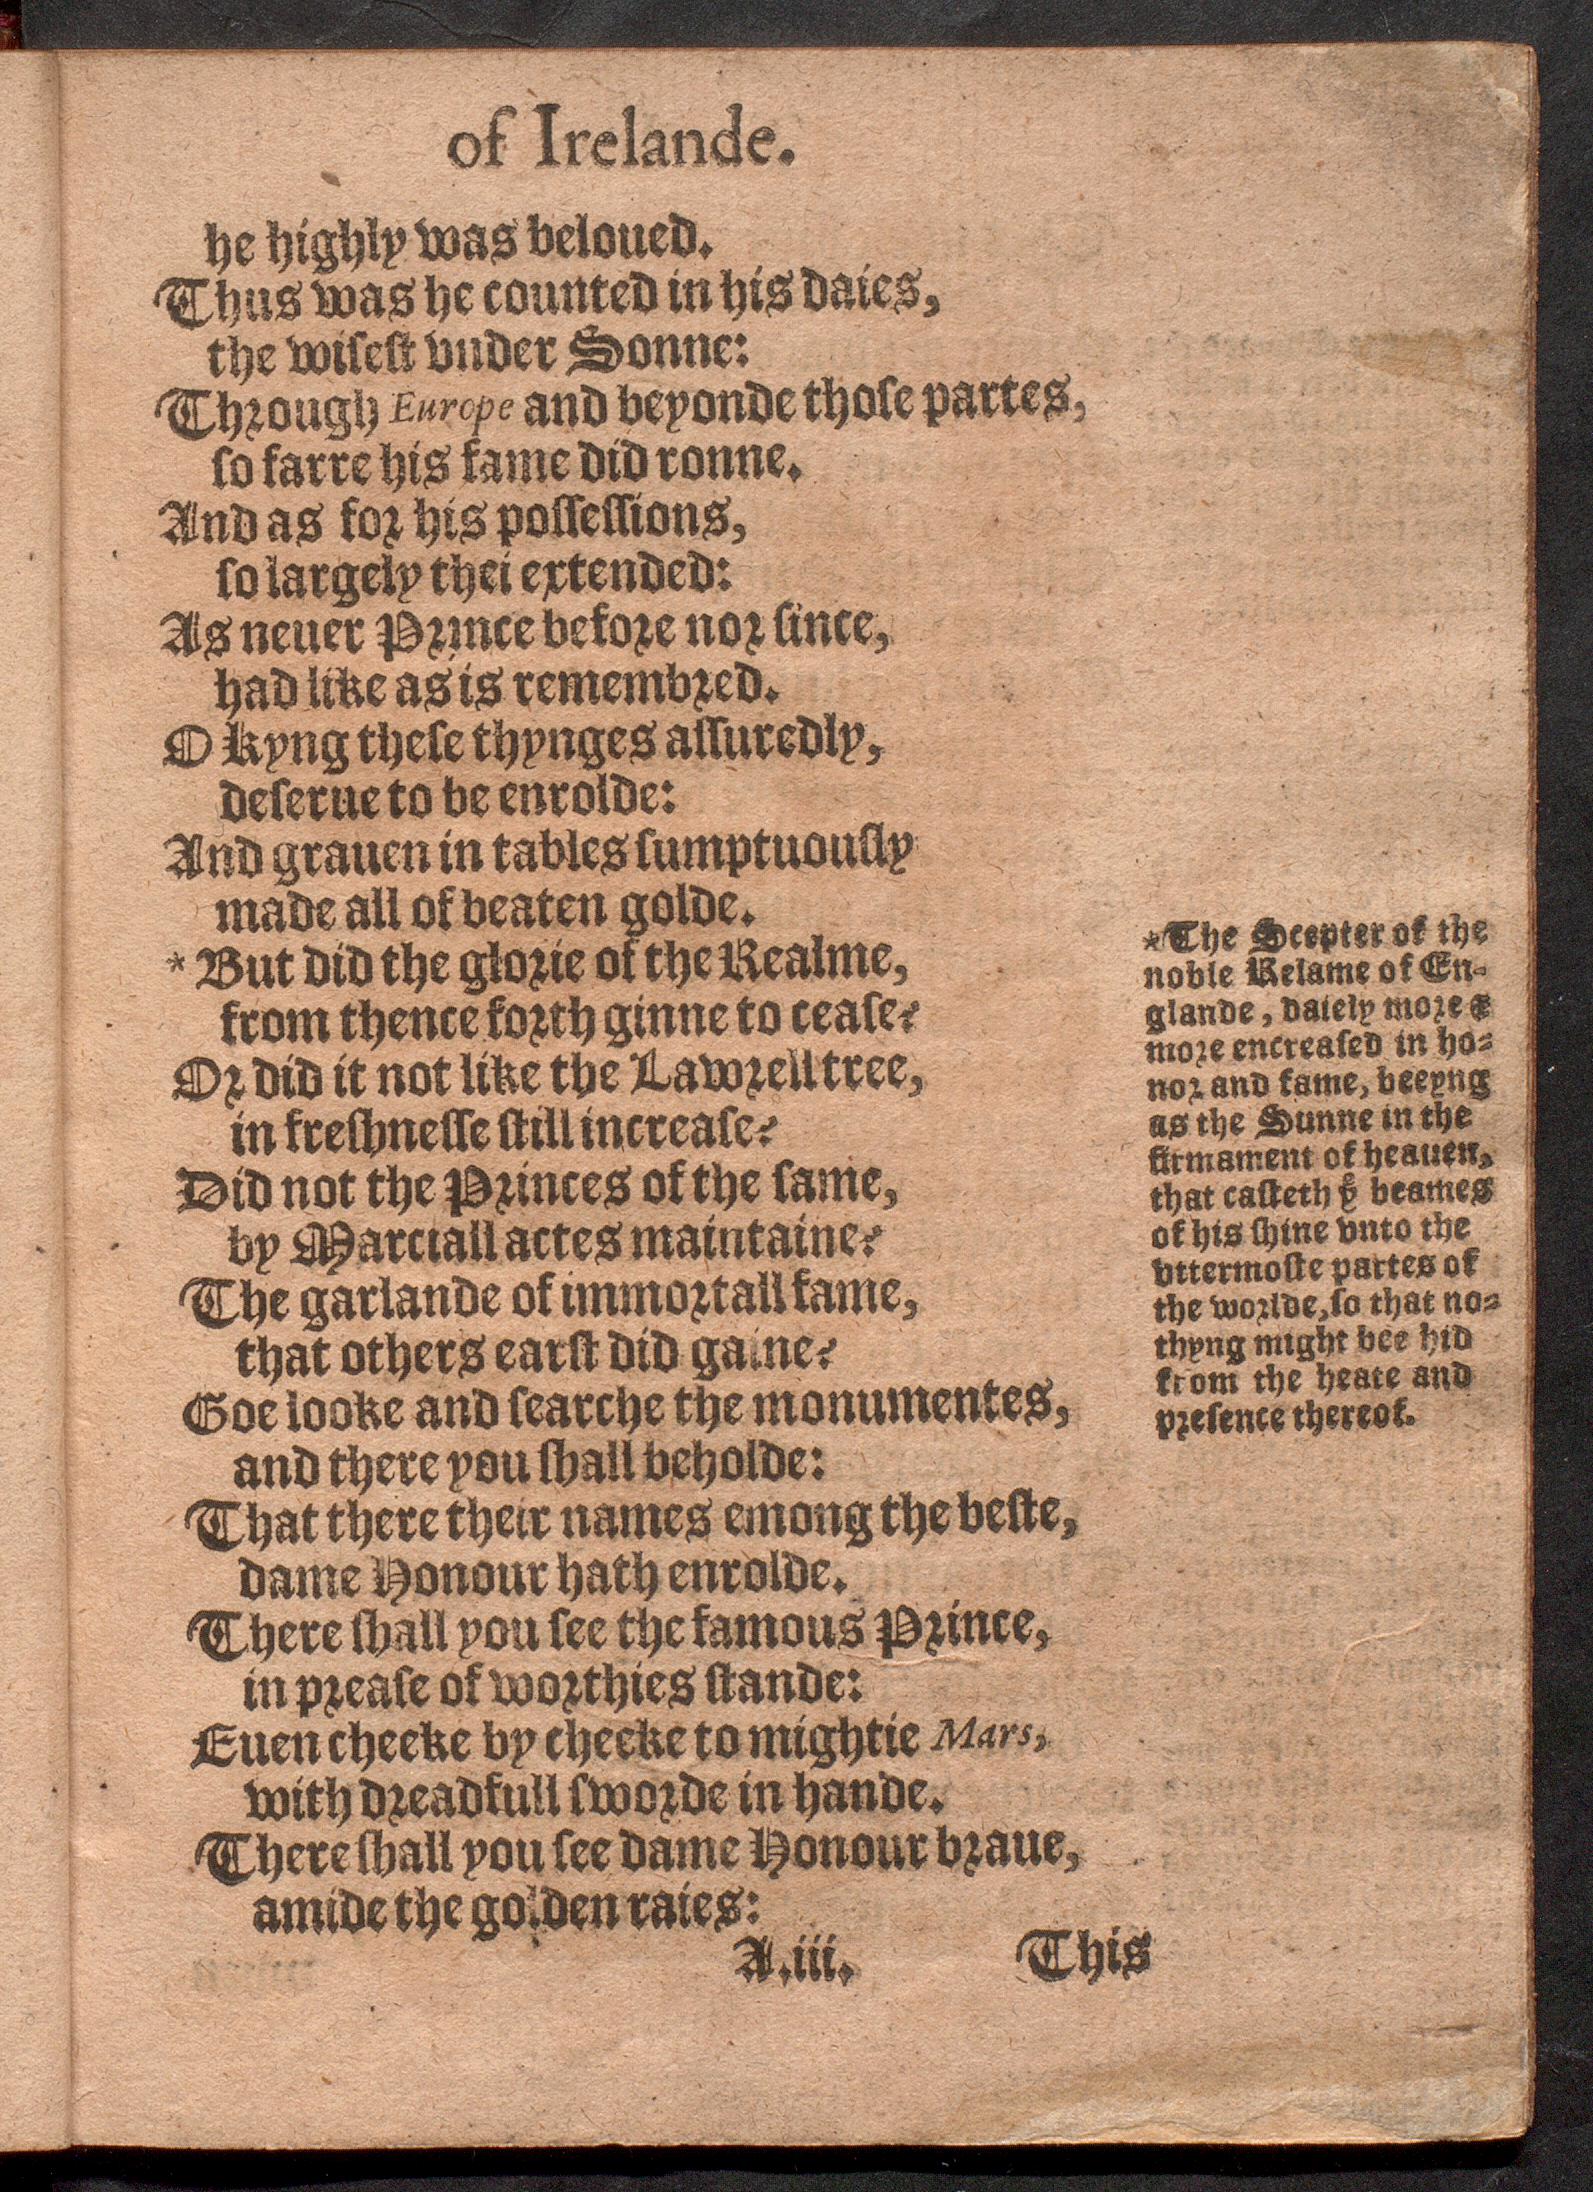 of Irelande.
he highly was beloued.
Thus was he counted in his daies,
the wiſeſt vnder Sonne:
Through Europe and beyonde thoſe partes,
ſo farre his fame did ronne.
And as for his poſſeſſions,
ſo largely thei extended:
As neuer Prince before nor ſince,
had like as is remembred.
O kyng theſe thynges aſſuredly,
deſerue to be enrolde:
And grauen in tables ſumptuouſly
made all of beaten golde.
* But did the glorie of the Realme,
from thence forth ginne to ceaſe?
Or did it not like the Lawrell tree,
in freſhneſſe ſtill increaſe?
Did not the Princes of the ſame,
by Marciall actes maintaine?
The garlande of immortall fame,
that others earſt did gaine?
Goe looke and ſearche the monumentes,
and there you ſhall beholde:
That there their names emong the beſte,
dame Honour hath enrolde.
There ſhall you ſee the famous Prince,
in preaſe of worthies ſtande:
Euen cheeke by cheeke to mightie Mars,
with dreadfull ſworde in hande.
There ſhall you ſee dame Honour braue,
amide the golden raies:
A.iii. This
*The Scepter of the
noble Relame of En-
glande, daiely more &
more encreaſed in ho-
nor and fame, beeyng
as the Sunne in the
firmament of heauen,
that caſteth yͤ beames
of his ſhine vnto the
vttermoſte partes of
the worlde, ſo that no-
thyng might bee hid
from the heate and
preſence thereof.